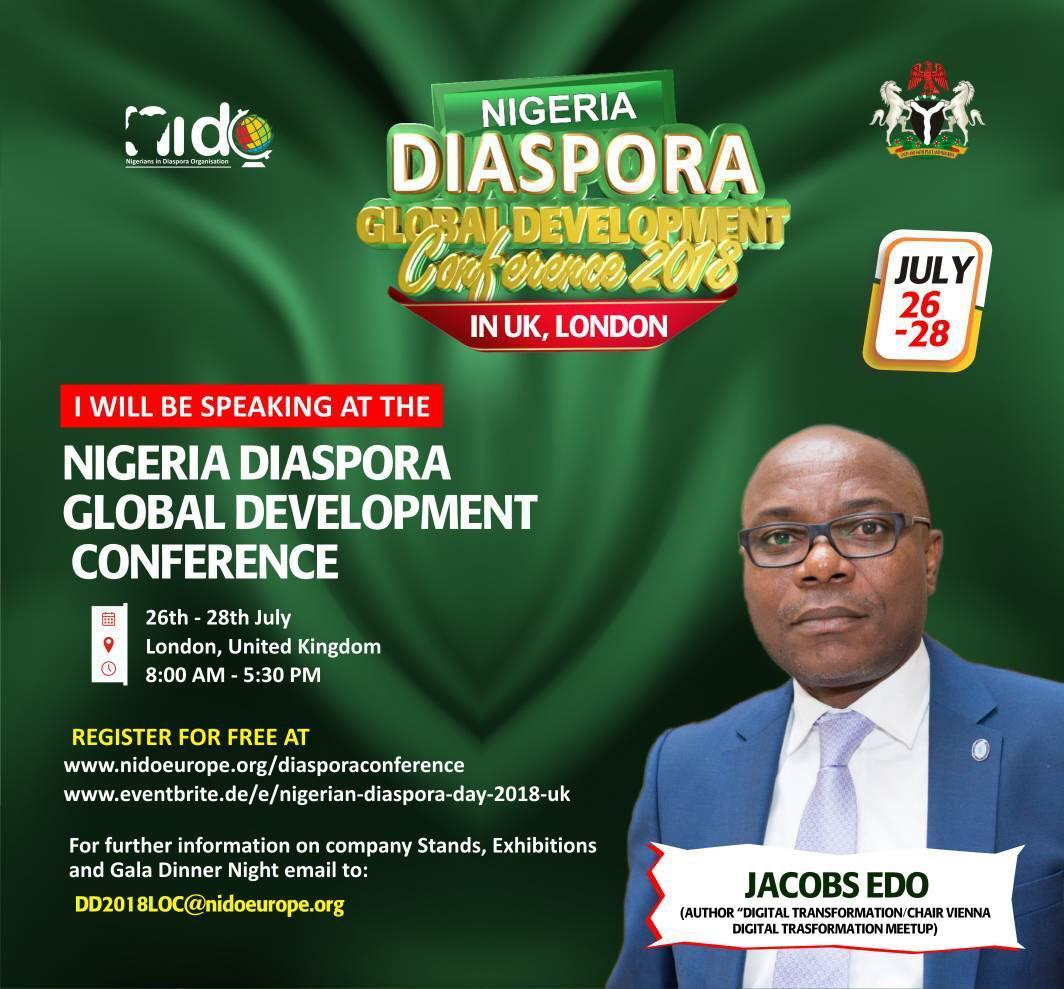 nido
Nigerians in Diaspora Organisation
NIGERIA
DIASPORA
GLOBAL DEVELOPMENT
Conference 2018
IN UK, LONDON
JULY
26
-28
I WILL BE SPEAKING AT THE
NIGERIA DIASPORA
GLOBAL DEVELOPMENT
CONFERENCE
26th - 28th July
London, United Kingdom
8:00 AM - 5:30 PM
REGISTER FOR FREE AT
www.nidoeurope.org/diasporaconference
www.eventbrite.de/e/nigerian-diaspora-day-2018-uk
For further information on company Stands, Exhibitions
and Gala Dinner Night email to:
DD2018LOC@nidoeurope.org
JACOBS EDO
(AUTHOR “DIGITAL TRANSFORMATION/CHAIR VIENNA
DIGITAL TRASFORMATION MEETUP)